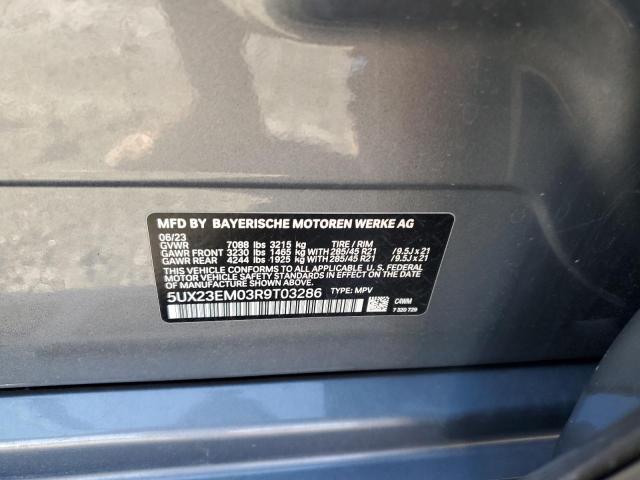 MFD BY BAYERISCHE MOTOREN WERKE AG
06/23
GVWR 7088 lbs 3215 kg TIRE / RIM
GAWR FRONT 3230 lbs 1465 kg WITH 285/45 R21 / 9.5J x 21
GAWR REAR 4244 lbs 1925 kg WITH 285/45 R21 / 9.5J x 21
THIS VEHICLE CONFORMS TO ALL APPLICABLE U.S. FEDERAL
MOTOR VEHICLE SAFETY STANDARDS IN EFFECT ON THE DATE
OF MANUFACTURE SHOWN ABOVE.
5UX23EM03R9T03286 TYPE: MPV
C4WM
7 320 729